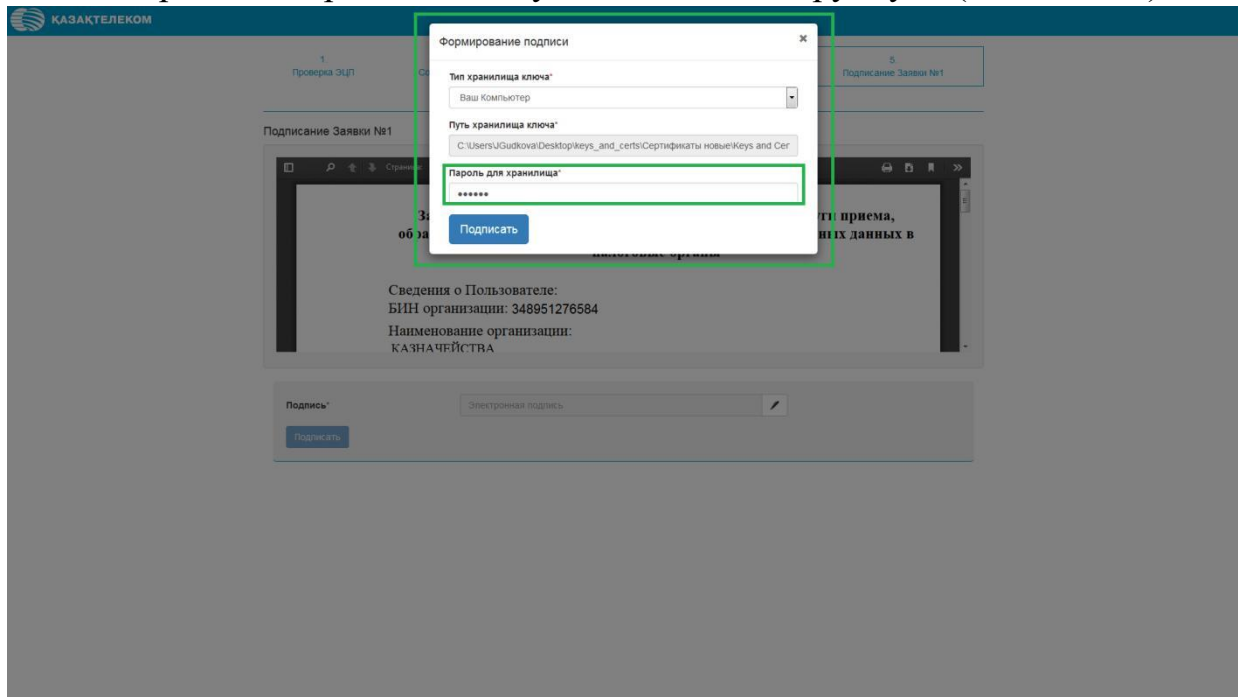 ҚАЗАҚТЕЛЕКОМ
Формирование подписи
×
1
Проверка ЭЦП
5
Подписание Заявки №1
Тип хранилища ключа*
Ваш Компьютер
Путь хранилища ключа*
C:\Users\JGudkova\Desktop\keys_and_certs\Сертификаты новые\Keys and Cer
Подписание Заявки №1
Пароль для хранилища*
••••••
Подписать
приема,
данных в
налоговые органы
Сведения о Пользователе:
БИН организации: 348951276584
Наименование организации:
КАЗНАЧЕЙСТВА
Подпись*
Электронная подпись
Подписать